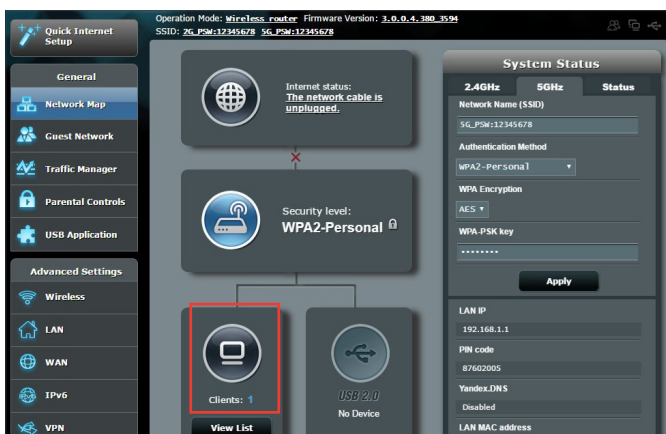 Operation Mode: Wireless router Firmware Version: 3.0.0.4.380_3594
SSID: 2G_PSW:12345678 5G_PSW:12345678
Quick Internet
Setup
General
Network Map
Guest Network
Traffic Manager
Parental Controls
USB Application
Advanced Settings
Wireless
LAN
WAN
IPv6
VPN
Internet status:
The network cable is
unplugged.
Security level:
WPA2-Personal
Clients: 1
View List
USB 2.0
No Device
System Status
2.4GHz 5GHz Status
Network Name (SSID)
5G_PSW:12345678
Authentication Method
WPA2-Personal
WPA Encryption
AES
WPA-PSK key
••••••••
Apply
LAN IP
192.168.1.1
PIN code
87602005
Yandex.DNS
Disabled
LAN MAC address